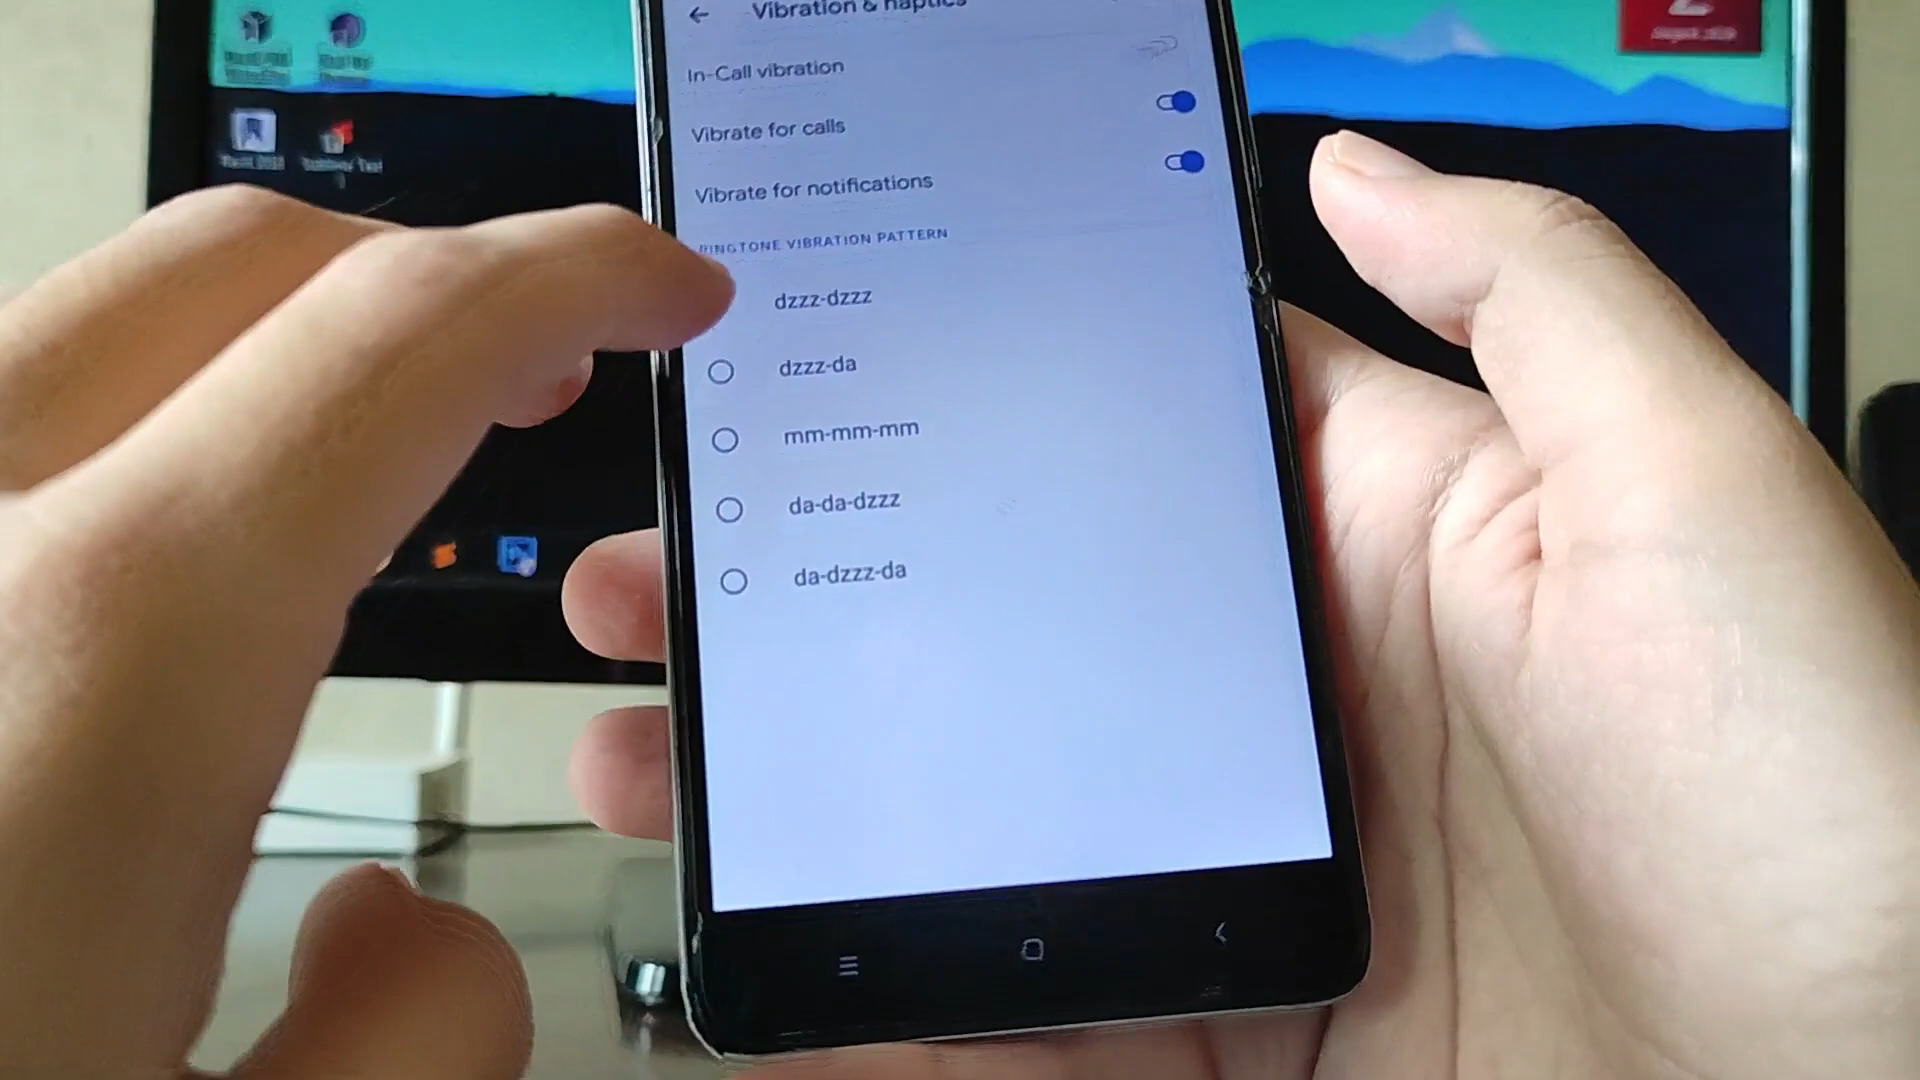 Vibration & haptics
In-Call vibration
Vibrate for calls
Vibrate for notifications
RINGTONE VIBRATION PATTERN
dzzz-dzzz
dzzz-da
mm-mm-mm
da-da-dzzz
da-dzzz-da